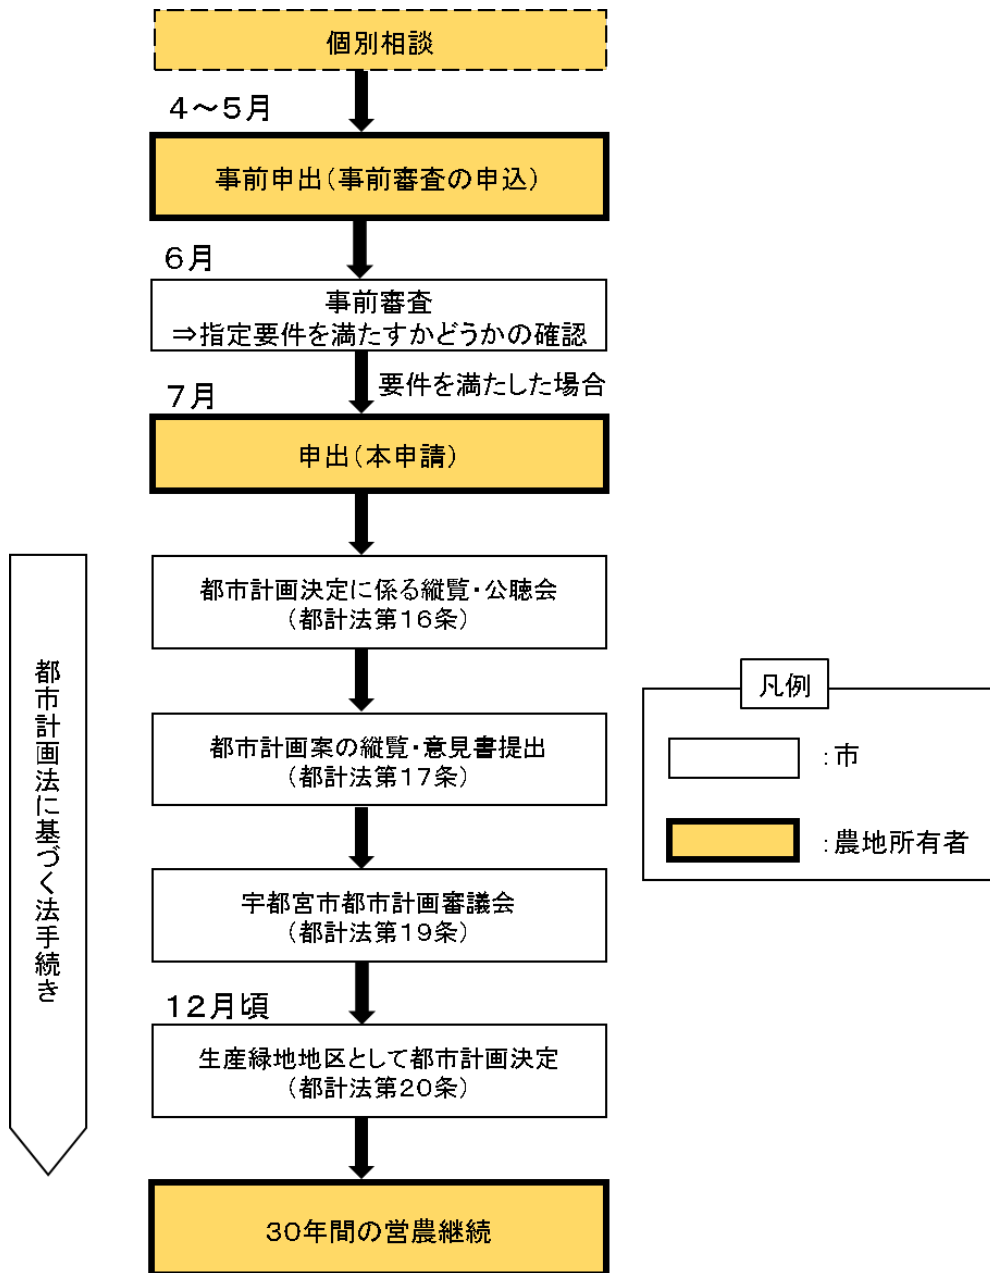 個別相談
4～5月
事前申出(事前審査の申込)
6月
事前審査
⇒指定要件を満たすかどうかの確認
要件を満たした場合
7月
申出(本申請)
都市計画決定に係る縦覧・公聴会
(都計法第16条)
都市計画案の縦覧・意見書提出
(都計法第17条)
宇都宮市都市計画審議会
(都計法第19条)
12月頃
生産緑地地区として都市計画決定
(都計法第20条)
30年間の営農継続
都市計画法に基づく法手続き
凡例
:市
:農地所有者